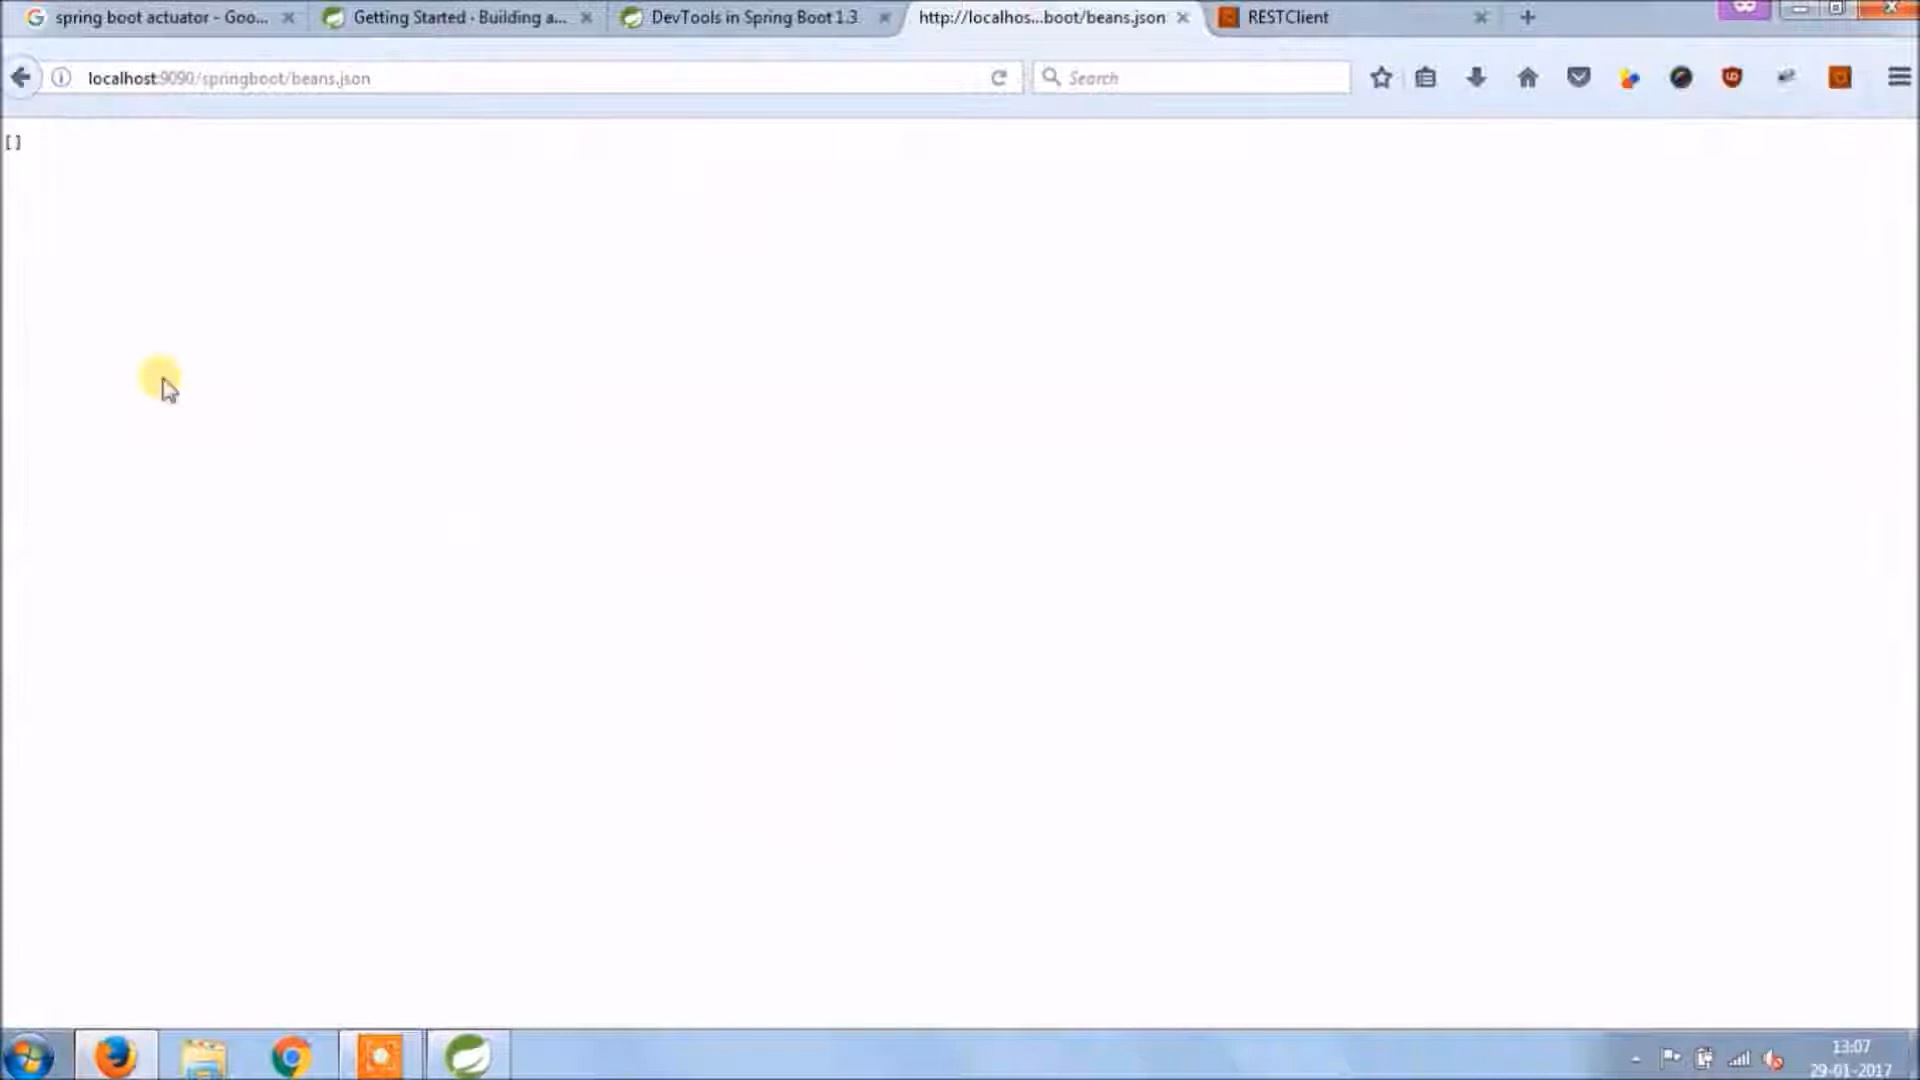 spring boot actuator - Goo...
Getting Started · Building a...
DevTools in Spring Boot 1.3
http://localhos...boot/beans.json
RESTClient
localhost:9090/springboot/beans.json
Search
[]
13:07
29-01-2017